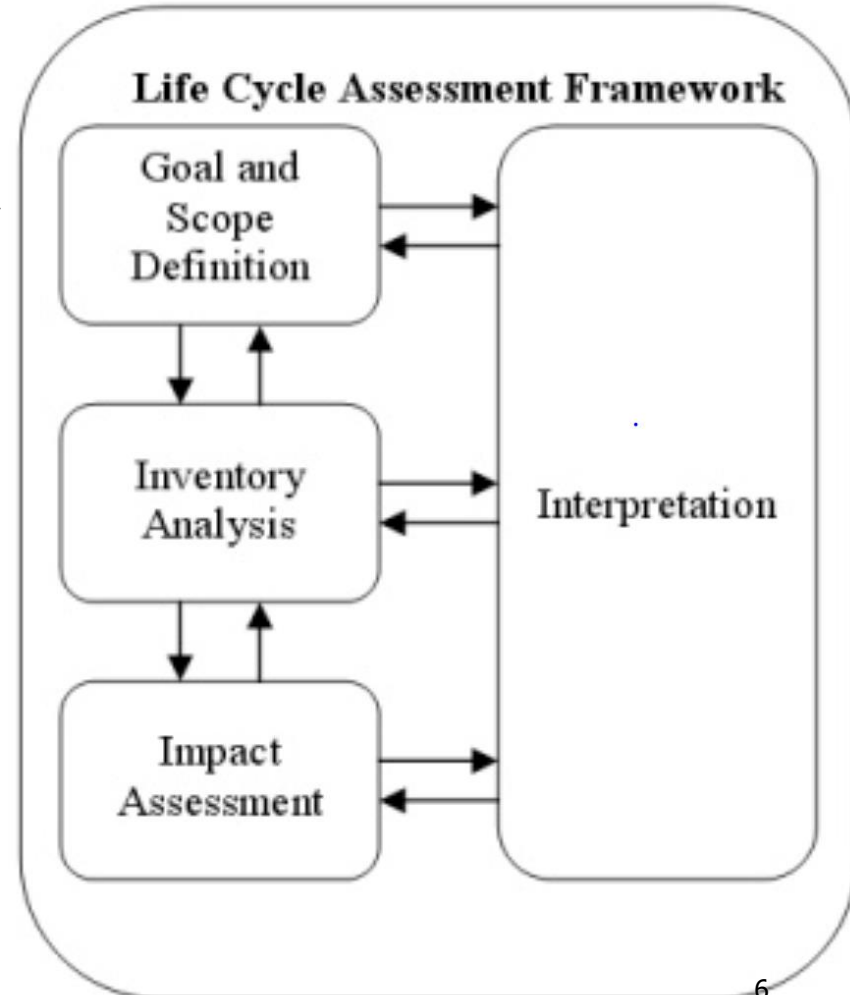 Life Cycle Assessment Framework
Goal and
Scope
Definition
Inventory
Analysis
Interpretation
Impact
Assessment
6